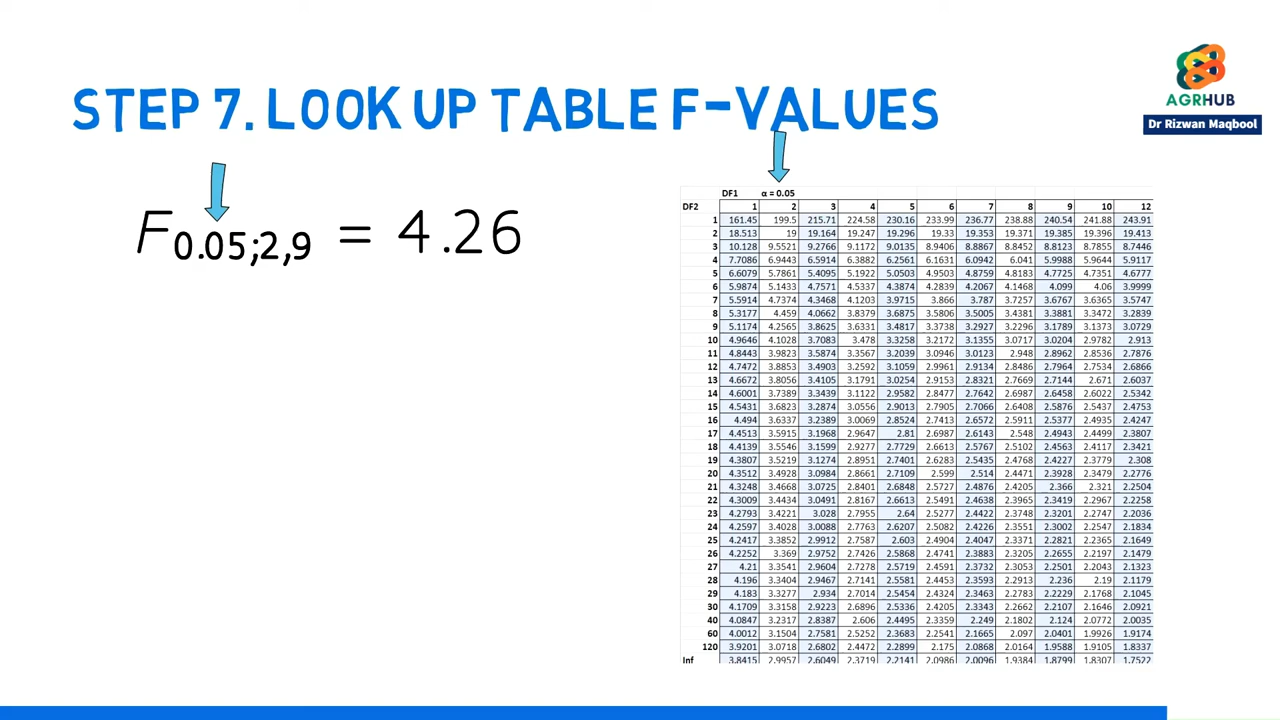 AGRHUB
Dr Rizwan Maqbool
STEP 7. LOOK UP TABLE F-VALUES
F0.05;2,9 = 4.26
DF1 α = 0.05
DF2 1 2 3 4 5 6 7 8 9 10 12
1 161.45 199.5 215.71 224.58 230.16 233.99 236.77 238.88 240.54 241.88 243.91
2 18.513 19 19.164 19.247 19.296 19.33 19.353 19.371 19.385 19.396 19.413
3 10.128 9.5521 9.2766 9.1172 9.0135 8.9406 8.8867 8.8452 8.8123 8.7855 8.7446
4 7.7086 6.9443 6.5914 6.3882 6.2561 6.1631 6.0942 6.041 5.9988 5.9644 5.9117
5 6.6079 5.7861 5.4095 5.1922 5.0503 4.9503 4.8759 4.8183 4.7725 4.7351 4.6777
6 5.9874 5.1433 4.7571 4.5337 4.3874 4.2839 4.2067 4.1468 4.099 4.06 3.9999
7 5.5914 4.7374 4.3468 4.1203 3.9715 3.866 3.787 3.7257 3.6767 3.6365 3.5747
8 5.3177 4.459 4.0662 3.8379 3.6875 3.5806 3.5005 3.4381 3.3881 3.3472 3.2839
9 5.1174 4.2565 3.8625 3.6331 3.4817 3.3738 3.2927 3.2296 3.1789 3.1373 3.0729
10 4.9646 4.1028 3.7083 3.478 3.3258 3.2172 3.1355 3.0717 3.0204 2.9782 2.913
11 4.8443 3.9823 3.5874 3.3567 3.2039 3.0946 3.0123 2.948 2.8962 2.8536 2.7876
12 4.7472 3.8853 3.4903 3.2592 3.1059 2.9961 2.9134 2.8486 2.7964 2.7534 2.6866
13 4.6672 3.8056 3.4105 3.1791 3.0254 2.9153 2.8321 2.7669 2.7144 2.671 2.6037
14 4.6001 3.7389 3.3439 3.1122 2.9582 2.8477 2.7642 2.6987 2.6458 2.6022 2.5342
15 4.5431 3.6823 3.2874 3.0556 2.9013 2.7905 2.7066 2.6408 2.5876 2.5437 2.4753
16 4.494 3.6337 3.2389 3.0069 2.8524 2.7413 2.6572 2.5911 2.5377 2.4935 2.4247
17 4.4513 3.5915 3.1968 2.9647 2.81 2.6987 2.6143 2.548 2.4943 2.4499 2.3807
18 4.4139 3.5546 3.1599 2.9277 2.7729 2.6613 2.5767 2.5102 2.4563 2.4117 2.3421
19 4.3807 3.5219 3.1274 2.8951 2.7401 2.6283 2.5435 2.4768 2.4227 2.3779 2.308
20 4.3512 3.4928 3.0984 2.8661 2.7109 2.599 2.514 2.4471 2.3928 2.3479 2.2776
21 4.3248 3.4668 3.0725 2.8401 2.6848 2.5727 2.4876 2.4205 2.366 2.321 2.2504
22 4.3009 3.4434 3.0491 2.8167 2.6613 2.5491 2.4638 2.3965 2.3419 2.2967 2.2258
23 4.2793 3.4221 3.028 2.7955 2.64 2.5277 2.4422 2.3748 2.3201 2.2747 2.2036
24 4.2597 3.4028 3.0088 2.7763 2.6207 2.5082 2.4226 2.3551 2.3002 2.2547 2.1834
25 4.2417 3.3852 2.9912 2.7587 2.603 2.4904 2.4047 2.3371 2.2821 2.2365 2.1649
26 4.2252 3.369 2.9752 2.7426 2.5868 2.4741 2.3883 2.3205 2.2655 2.2197 2.1479
27 4.21 3.3541 2.9604 2.7278 2.5719 2.4591 2.3732 2.3053 2.2501 2.2043 2.1323
28 4.196 3.3404 2.9467 2.7141 2.5581 2.4453 2.3593 2.2913 2.236 2.19 2.1179
29 4.183 3.3277 2.934 2.7014 2.5454 2.4324 2.3463 2.2783 2.2229 2.1768 2.1045
30 4.1709 3.3158 2.9223 2.6896 2.5336 2.4205 2.3343 2.2662 2.2107 2.1646 2.0921
40 4.0847 3.2317 2.8387 2.606 2.4495 2.3359 2.249 2.1802 2.124 2.0772 2.0035
60 4.0012 3.1504 2.7581 2.5252 2.3683 2.2541 2.1665 2.097 2.0401 1.9926 1.9174
120 3.9201 3.0718 2.6802 2.4472 2.2899 2.175 2.0868 2.0164 1.9588 1.9105 1.8337
Inf 3.8415 2.9957 2.6049 2.3719 2.2141 2.0986 2.0096 1.9384 1.8799 1.8307 1.7522